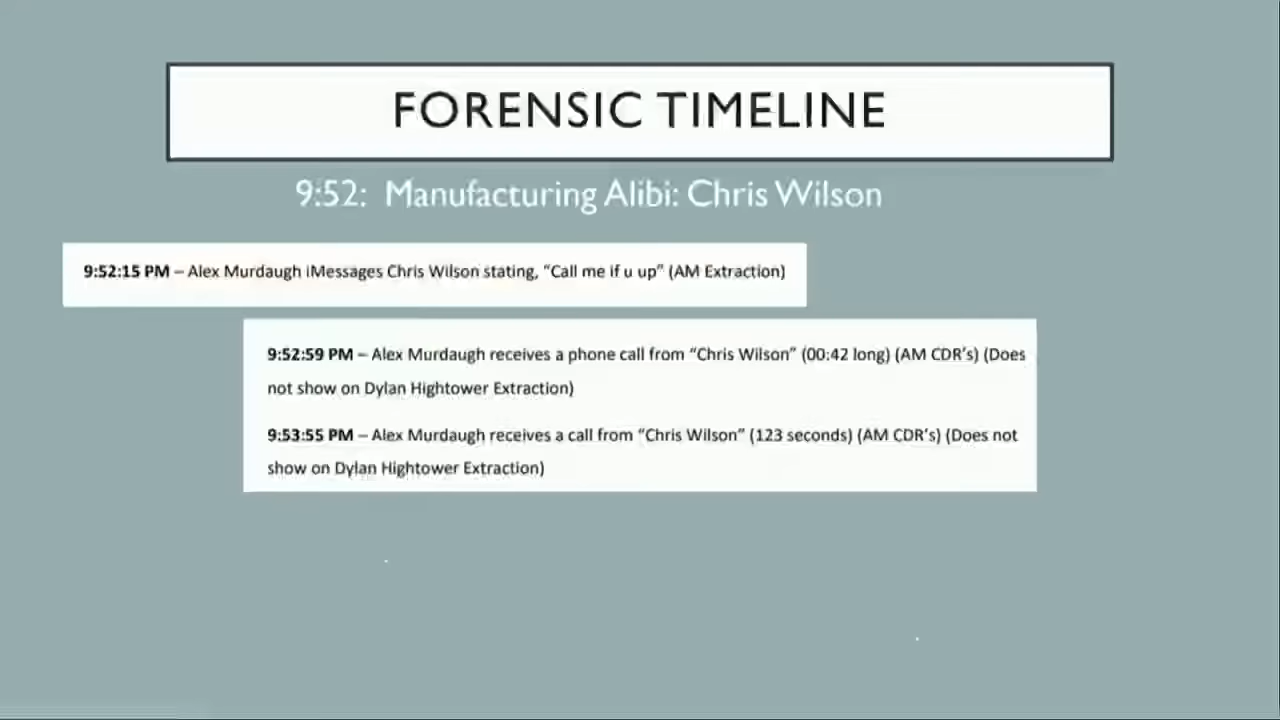 FORENSIC TIMELINE
9:52: Manufacturing Alibi: Chris Wilson
9:52:15 PM – Alex Murdaugh iMessages Chris Wilson stating, “Call me if u up” (AM Extraction)
9:52:59 PM – Alex Murdaugh receives a phone call from “Chris Wilson” (00:42 long) (AM CDR’s) (Does
not show on Dylan Hightower Extraction)
9:53:55 PM – Alex Murdaugh receives a call from “Chris Wilson” (123 seconds) (AM CDR’s) (Does not
show on Dylan Hightower Extraction)